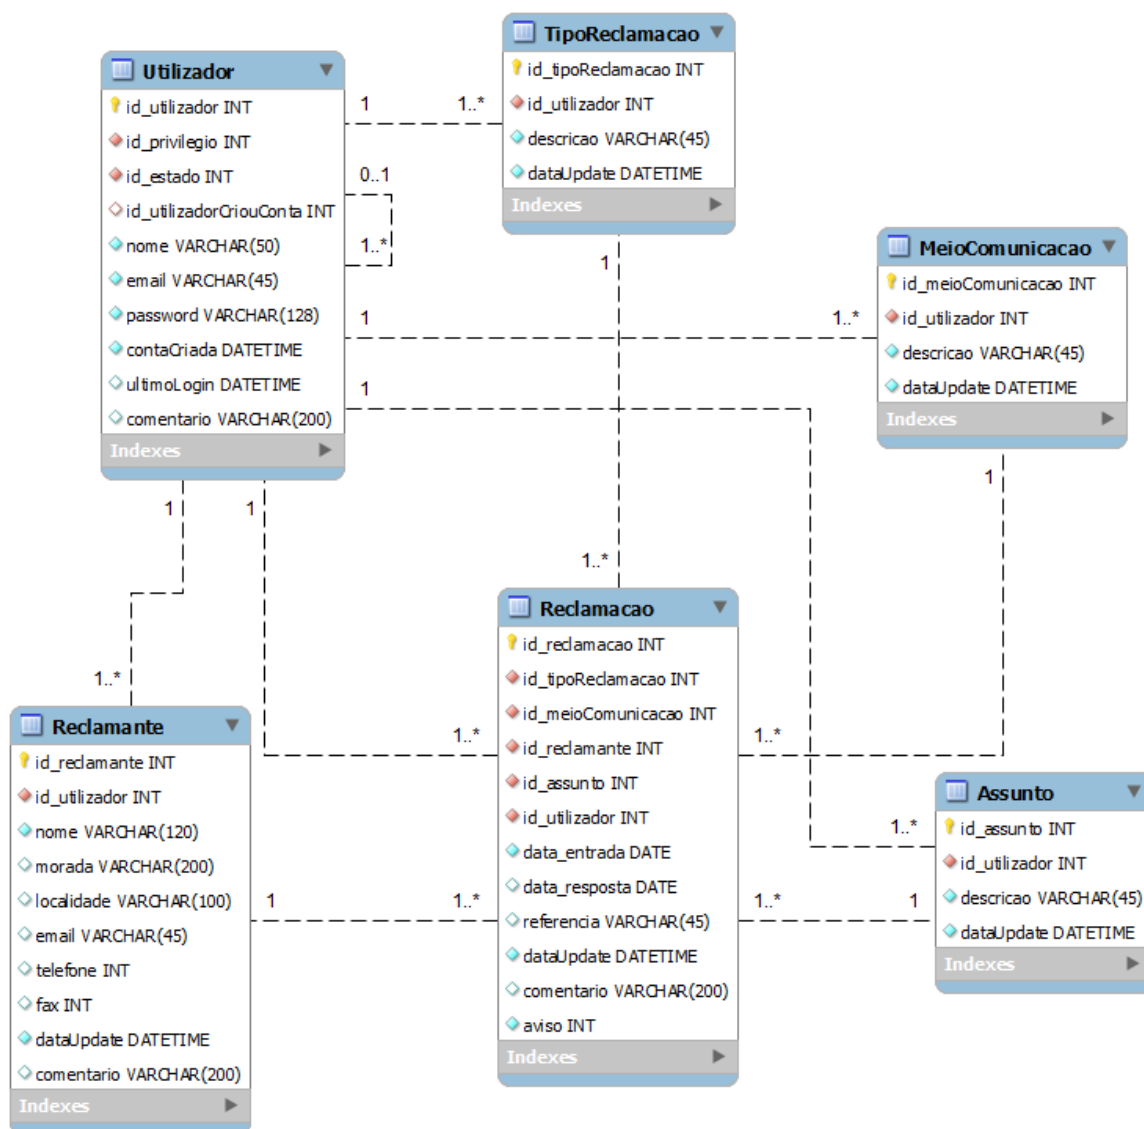 Utilizador
id_utilizador INT
id_privilegio INT
id_estado INT
id_utilizadorCriouConta INT
nome VARCHAR(50)
email VARCHAR(45)
password VARCHAR(128)
contaCriada DATETIME
ultimoLogin DATETIME
comentario VARCHAR(200)
Indexes
1
1..*
0..1
1..*
1
1..*
1
1
1
TipoReclamacao
id_tipoReclamacao INT
id_utilizador INT
descricao VARCHAR(45)
dataUpdate DATETIME
Indexes
1
1..*
MeioComunicacao
id_meioComunicacao INT
id_utilizador INT
descricao VARCHAR(45)
dataUpdate DATETIME
Indexes
1
1..*
Reclamante
id_reclamante INT
id_utilizador INT
nome VARCHAR(120)
morada VARCHAR(200)
localidade VARCHAR(100)
email VARCHAR(45)
telefone INT
fax INT
dataUpdate DATETIME
comentario VARCHAR(200)
Indexes
1
1..*
1..*
Reclamacao
id_reclamacao INT
id_tipoReclamacao INT
id_meioComunicacao INT
id_reclamante INT
id_assunto INT
id_utilizador INT
data_entrada DATE
data_resposta DATE
referencia VARCHAR(45)
dataUpdate DATETIME
comentario VARCHAR(200)
aviso INT
Indexes
1..*
1..*
1
1..*
Assunto
id_assunto INT
id_utilizador INT
descricao VARCHAR(45)
dataUpdate DATETIME
Indexes